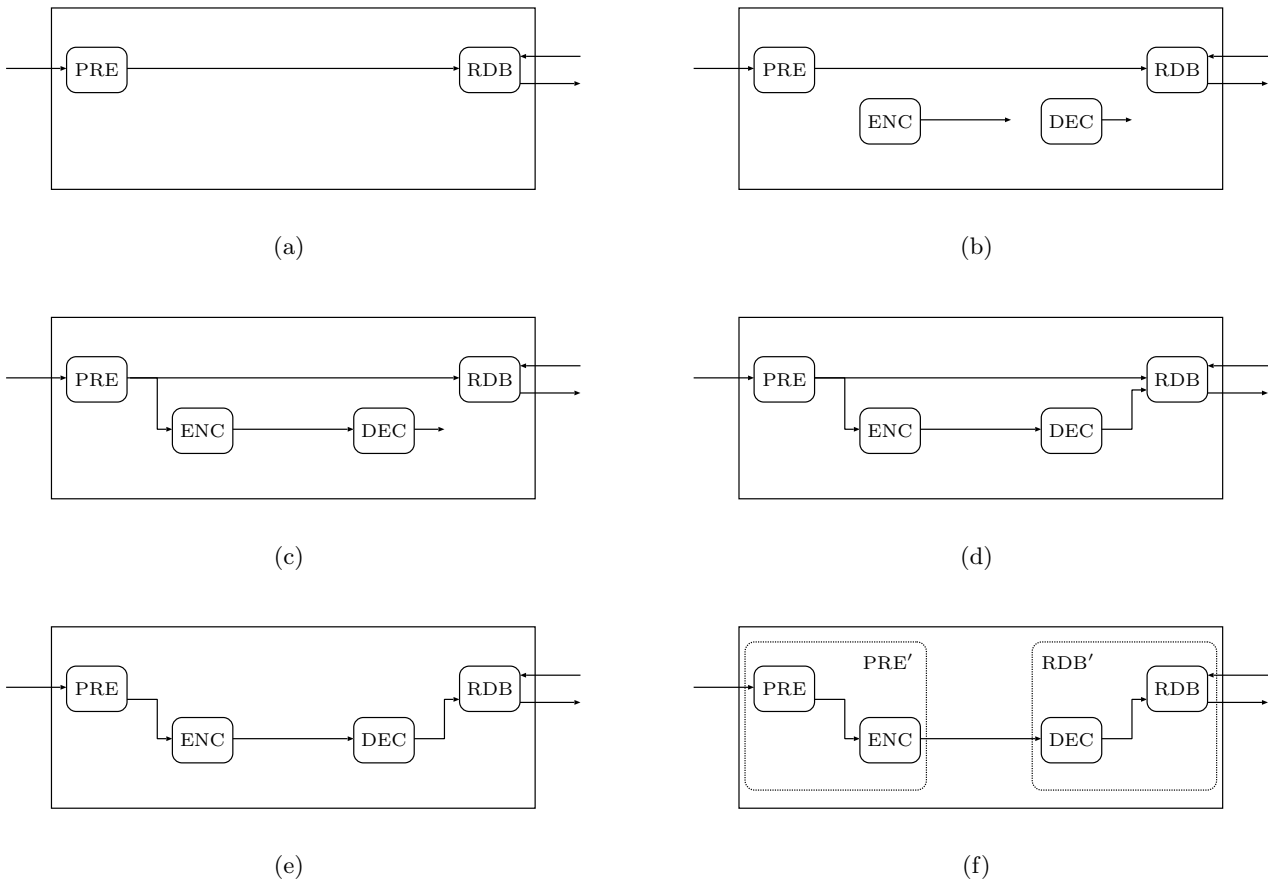 PRE RDB PRE RDB
ENC DEC
(a) (b)
PRE RDB PRE RDB
ENC DEC ENC DEC
(c) (d)
PRE′ RDB′
PRE RDB PRE RDB
ENC DEC ENC DEC
(e) (f)